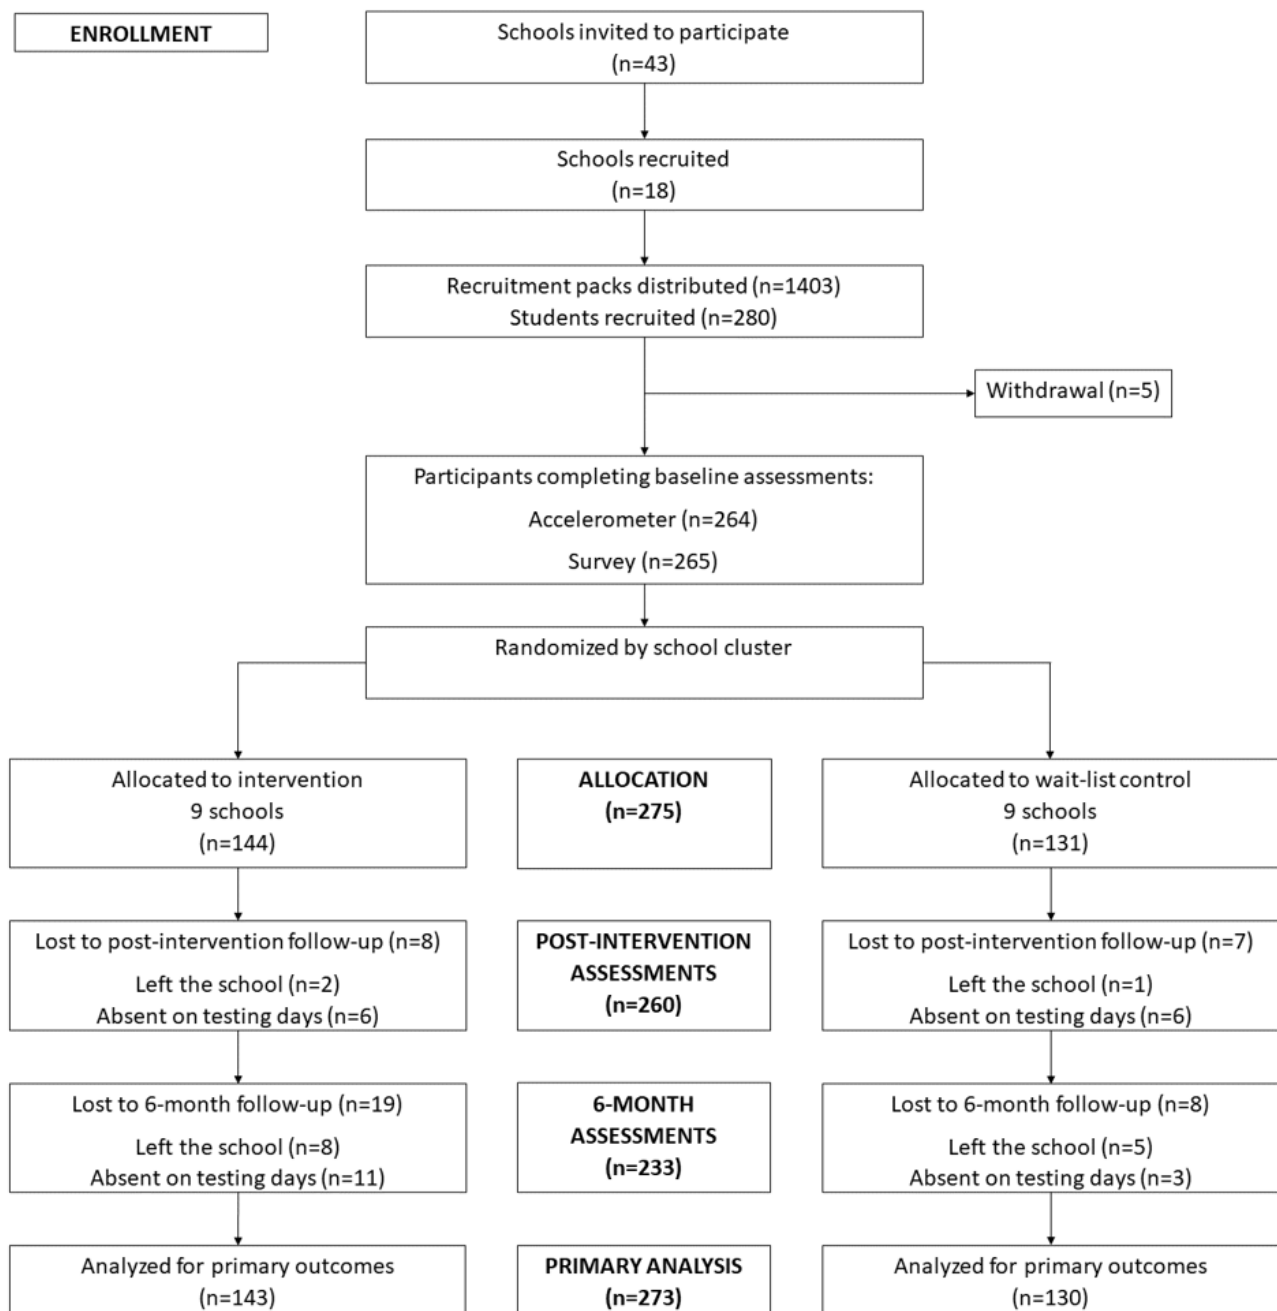 ENROLLMENT
Schools invited to participate
(n=43)
Schools recruited
(n=18)
Recruitment packs distributed (n=1403)
Students recruited (n=280)
Withdrawal (n=5)
Participants completing baseline assessments:
Accelerometer (n=264)
Survey (n=265)
Randomized by school cluster
Allocated to intervention
9 schools
(n=144)
ALLOCATION
(n=275)
Allocated to wait-list control
9 schools
(n=131)
Lost to post-intervention follow-up (n=8)
Left the school (n=2)
Absent on testing days (n=6)
POST-INTERVENTION
ASSESSMENTS
(n=260)
Lost to post-intervention follow-up (n=7)
Left the school (n=1)
Absent on testing days (n=6)
Lost to 6-month follow-up (n=19)
Left the school (n=8)
Absent on testing days (n=11)
6-MONTH
ASSESSMENTS
(n=233)
Lost to 6-month follow-up (n=8)
Left the school (n=5)
Absent on testing days (n=3)
Analyzed for primary outcomes
(n=143)
PRIMARY ANALYSIS
(n=273)
Analyzed for primary outcomes
(n=130)